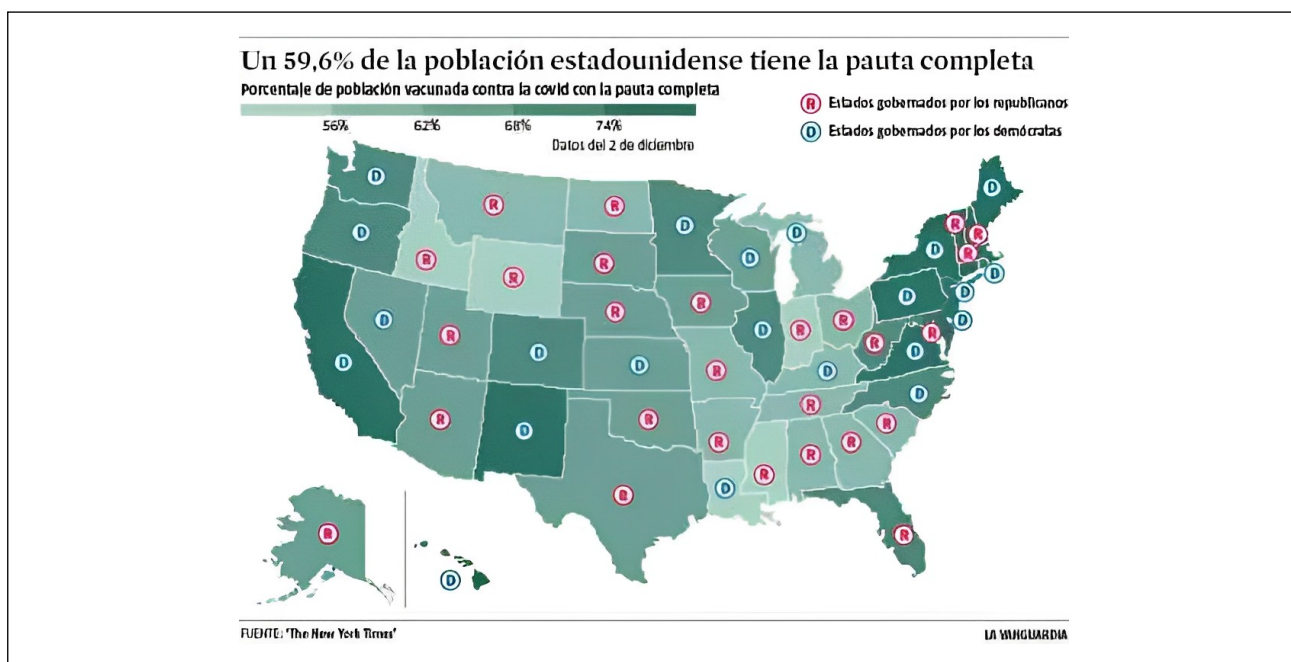 Un 59,6% de la población estadounidense tiene la pauta completa
Porcentaje de población vacunada contra la covid con la pauta completa
56% 62% 68% 74%
Datos del 2 de diciembre
R Estados gobernados por los republicanos
D Estados gobernados por los demócratas
D
D
D
R
R
R
D
R
R
D
R
R
D
R
D
R
D
R
R
D
R
D
D
R
D
R
R
D
R
R
R
D
R
R
R
R
R
D
D
R
D
R
D
D
R
R
R
D
D
D
R
D
FUENTE: 'The New York Times'
LA VANGUARDIA